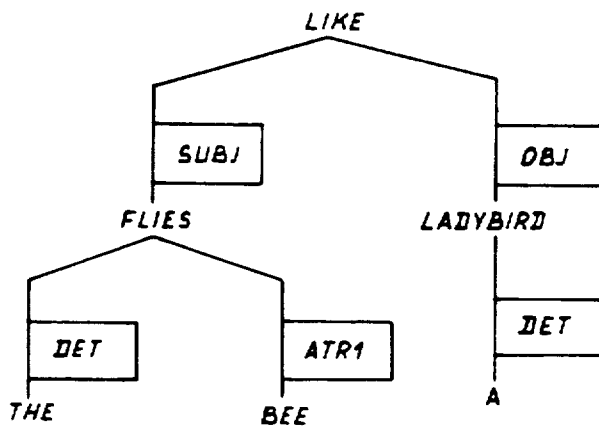 LIKE
SUBJ OBJ
FLIES LADYBIRD
DET ATR1 DET
THE BEE A